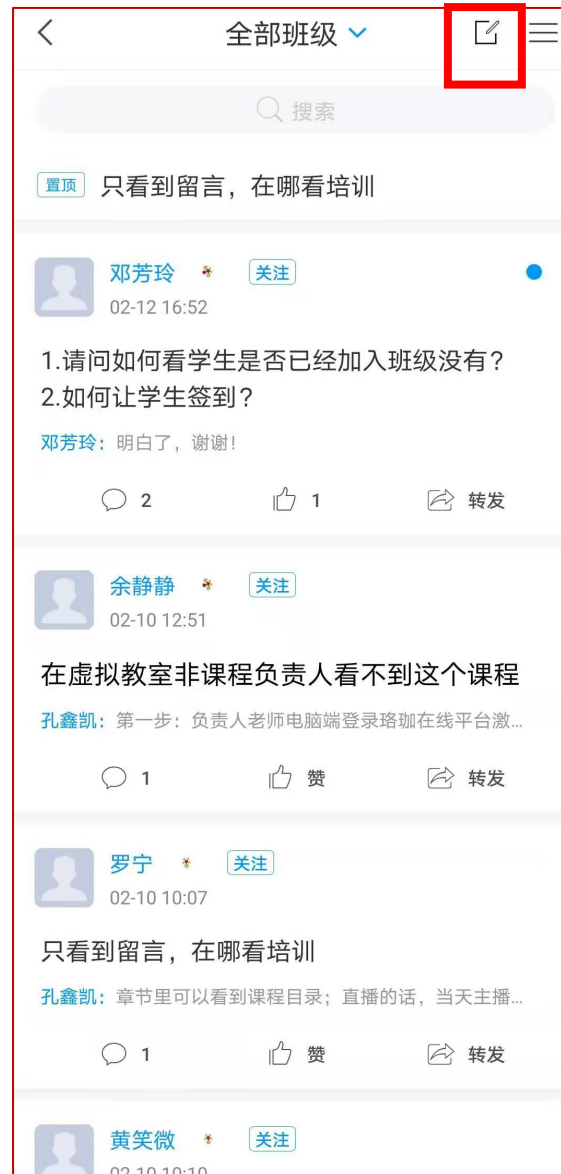 全部班级
搜索
置顶 只看到留言，在哪看培训
邓芳玲 关注
02-12 16:52
1.请问如何看学生是否已经加入班级没有？
2.如何让学生签到？
邓芳玲：明白了，谢谢！
2 1 转发
余静静 关注
02-10 12:51
在虚拟教室非课程负责人看不到这个课程
孔鑫凯：第一步：负责人老师电脑端登录珞珈在线平台激...
1 赞 转发
罗宁 关注
02-10 10:07
只看到留言，在哪看培训
孔鑫凯：章节里可以看到课程目录；直播的话，当天主播...
1 赞 转发
黄笑微 关注
02-10 10:10